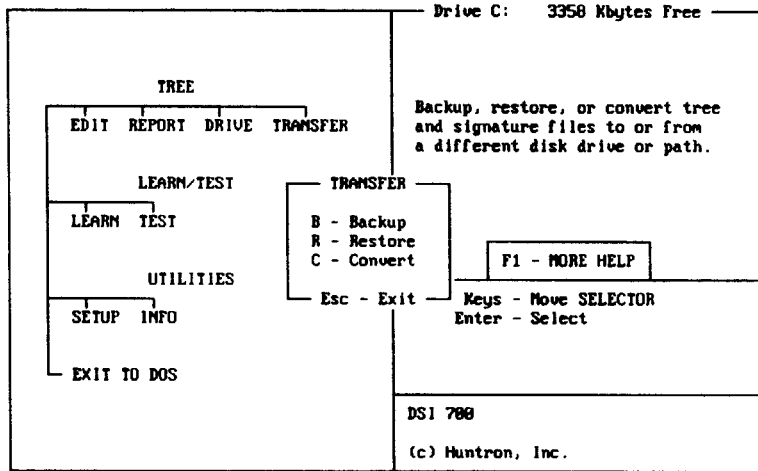 Drive C: 3358 Kbytes Free
TREE
EDIT REPORT DRIVE TRANSFER
LEARN/TEST
LEARN TEST
UTILITIES
SETUP INFO
EXIT TO DOS
Backup, restore, or convert tree
and signature files to or from
a different disk drive or path.
TRANSFER
B - Backup
R - Restore
C - Convert
Esc - Exit
F1 - MORE HELP
Keys - Move SELECTOR
Enter - Select
DSI 700
(c) Huntron, Inc.